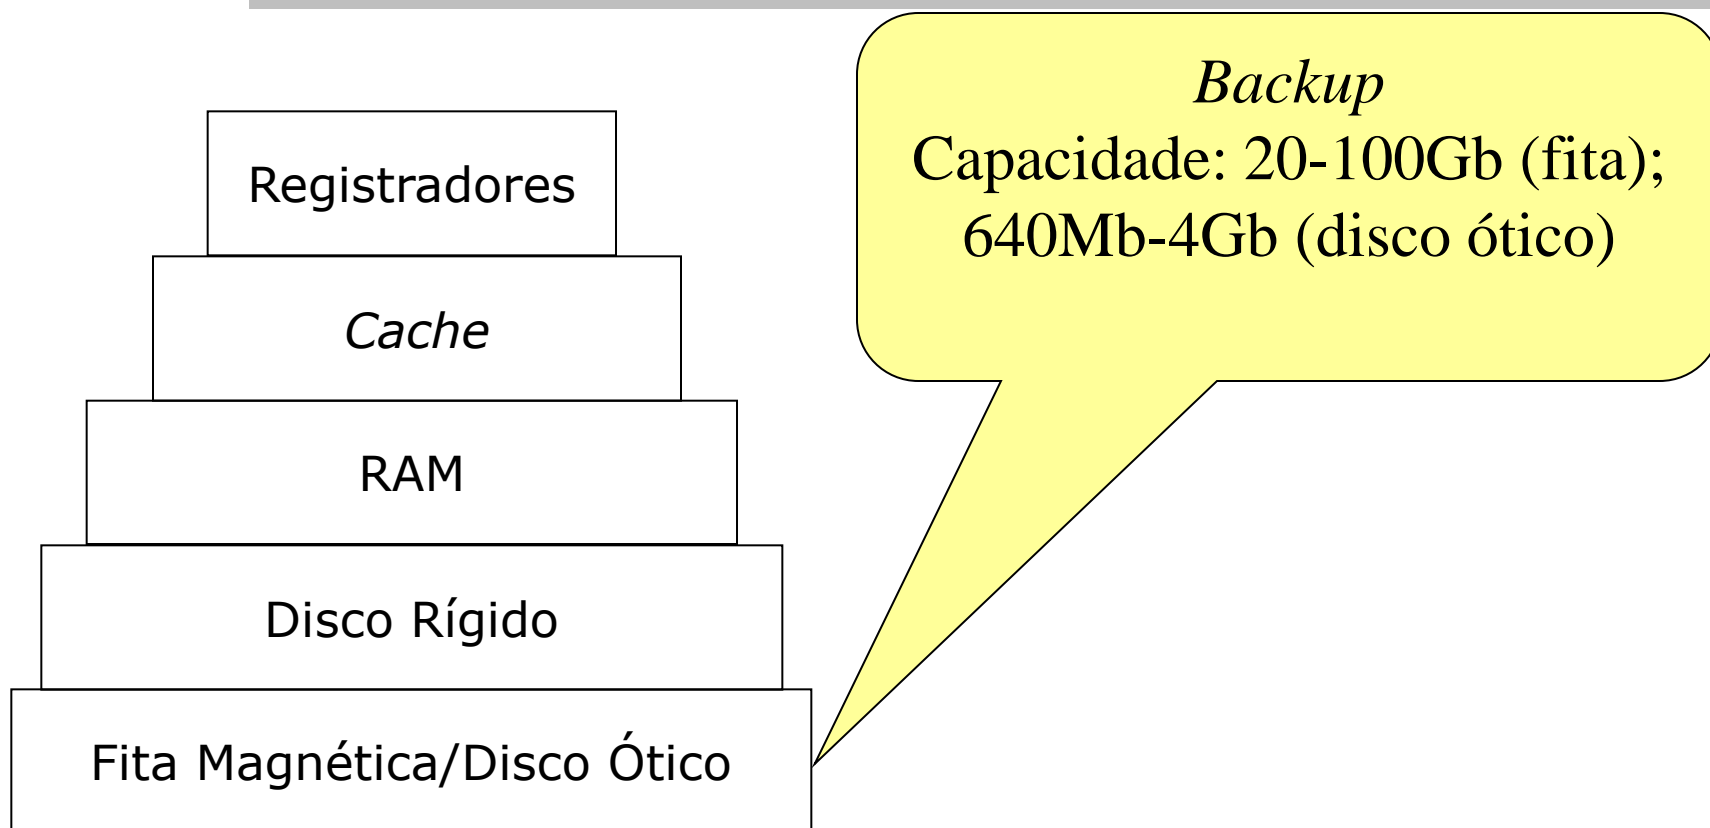 Backup
Capacidade: 20-100Gb (fita);
640Mb-4Gb (disco ótico)
Registradores
Cache
RAM
Disco Rígido
Fita Magnética/Disco Ótico